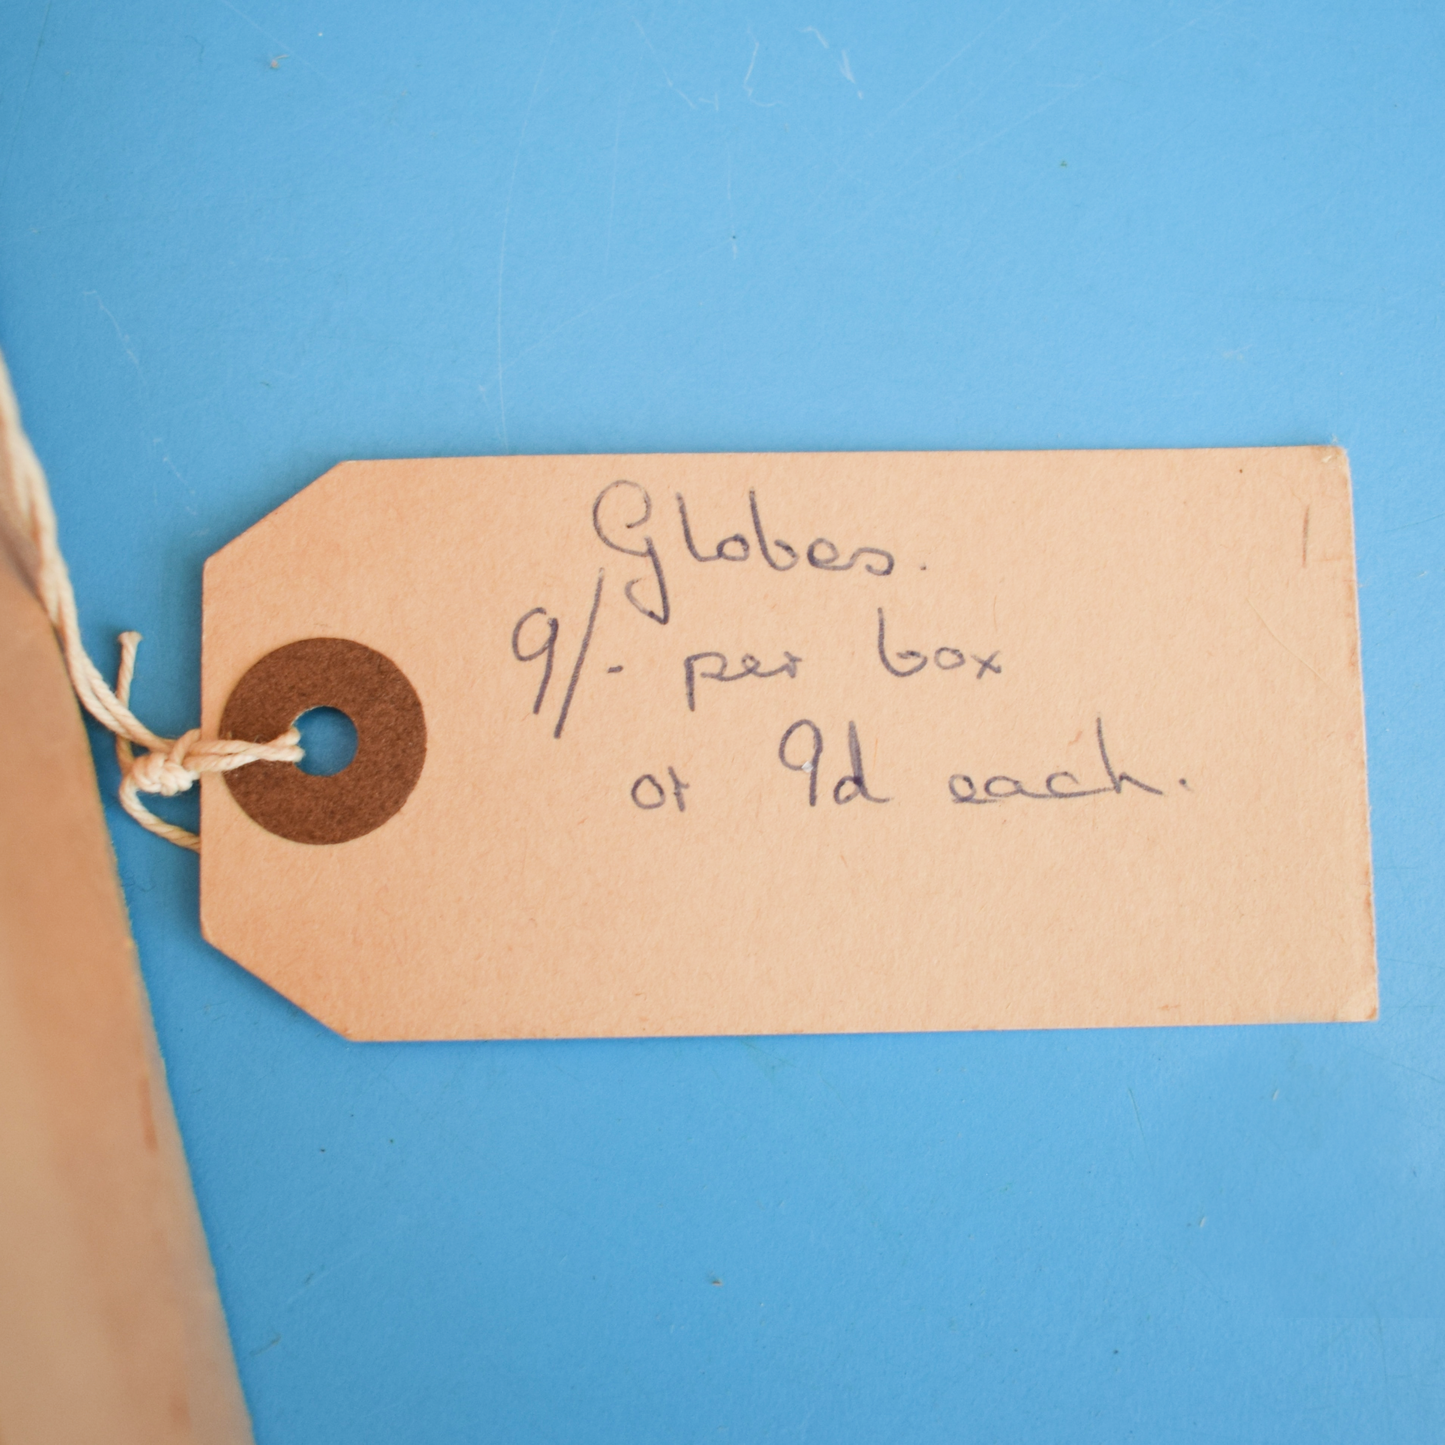 Globes.
9/- per box
or 9d each.